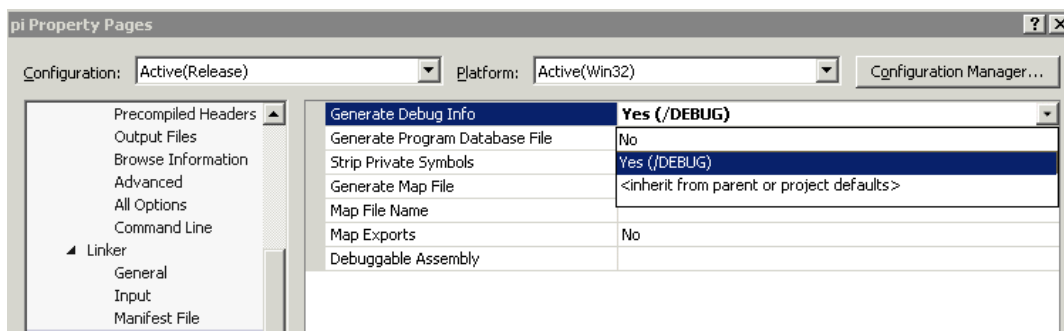 pi Property Pages
Configuration: Active(Release) Platform: Active(Win32) Configuration Manager...
Precompiled Headers
Output Files
Browse Information
Advanced
All Options
Command Line
Linker
General
Input
Manifest File
Generate Debug Info Yes (/DEBUG)
Generate Program Database File No
Strip Private Symbols Yes (/DEBUG)
Generate Map File <inherit from parent or project defaults>
Map File Name
Map Exports No
Debuggable Assembly